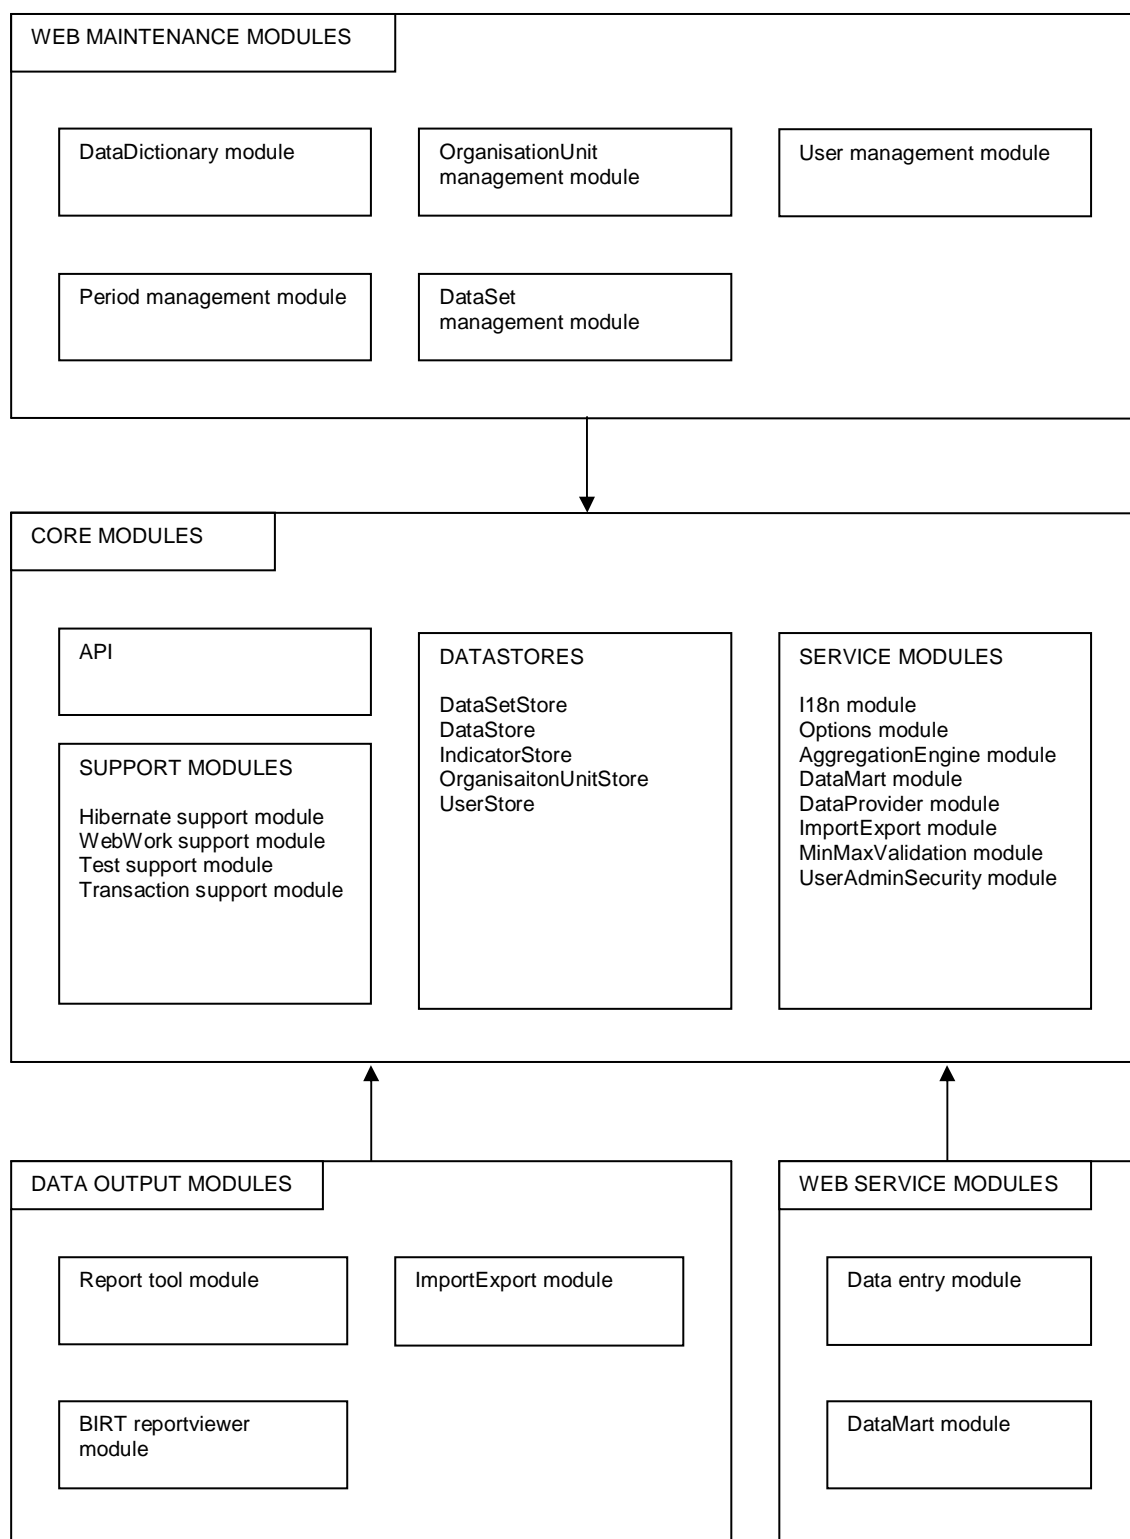 WEB MAINTENANCE MODULES
DataDictionary module
OrganisationUnit
management module
User management module
Period management module
DataSet
management module
CORE MODULES
API
SUPPORT MODULES
Hibernate support module
WebWork support module
Test support module
Transaction support module
DATASTORES
DataSetStore
DataStore
IndicatorStore
OrganisaitonUnitStore
UserStore
SERVICE MODULES
I18n module
Options module
AggregationEngine module
DataMart module
DataProvider module
ImportExport module
MinMaxValidation module
UserAdminSecurity module
DATA OUTPUT MODULES
Report tool module
ImportExport module
BIRT reportviewer
module
WEB SERVICE MODULES
Data entry module
DataMart module